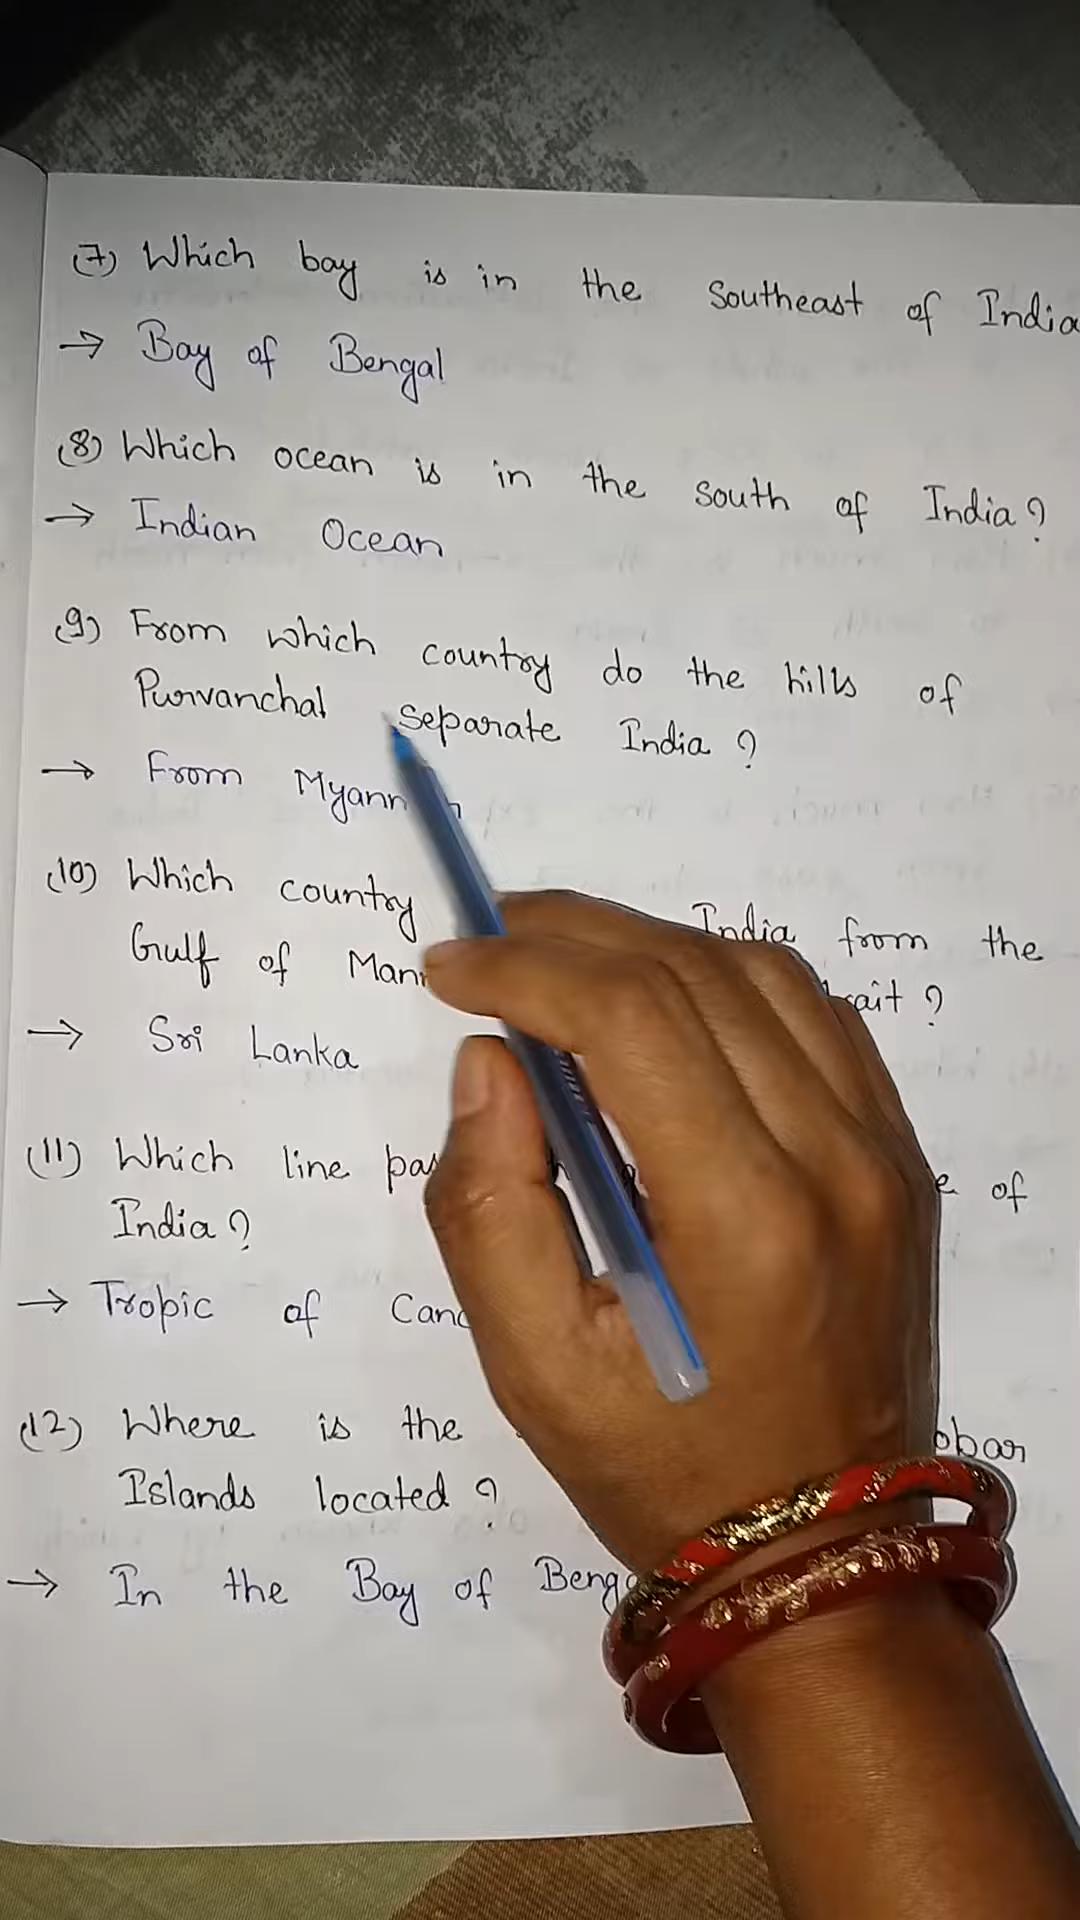 (7) Which bay is in the Southeast of India
→ Bay of Bengal
(8) Which ocean is in the south of India?
→ Indian Ocean
(9) From which country do the hills of
Purvanchal separate India?
→ From
(10) Which country India from the
Gulf of
→ Sri Lanka
(11) Which line of
India?
→ Tropic of
(12) Where is the
Islands located?
→ In the Bay of